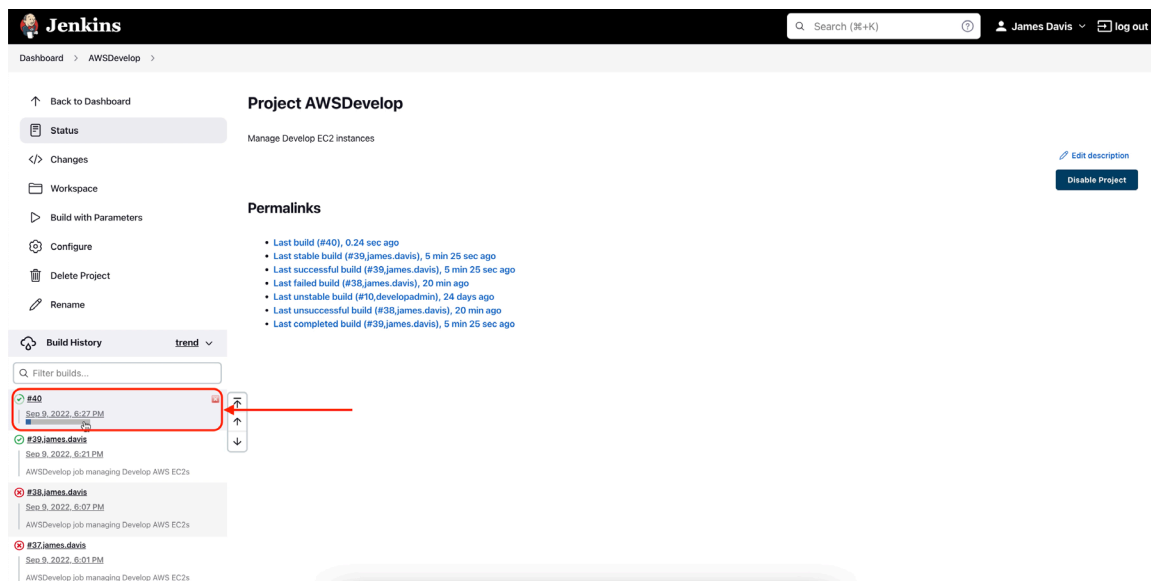 Jenkins
Search (⌘+K)
James Davis
log out
Dashboard > AWSDevelop >
Back to Dashboard
Status
Changes
Workspace
Build with Parameters
Configure
Delete Project
Rename
Build History
trend
Filter builds...
#40
Sep 9, 2022, 6:27 PM
#39,james.davis
Sep 9, 2022, 6:21 PM
AWSDevelop job managing Develop AWS EC2s
#38,james.davis
Sep 9, 2022, 6:07 PM
AWSDevelop job managing Develop AWS EC2s
#37,james.davis
Sep 9, 2022, 6:01 PM
AWSDevelop job managing Develop AWS EC2s
Project AWSDevelop
Manage Develop EC2 instances
Edit description
Disable Project
Permalinks
• Last build (#40), 0.24 sec ago
• Last stable build (#39,james.davis), 5 min 25 sec ago
• Last successful build (#39,james.davis), 5 min 25 sec ago
• Last failed build (#38,james.davis), 20 min ago
• Last unstable build (#10,developadmin), 24 days ago
• Last unsuccessful build (#38,james.davis), 20 min ago
• Last completed build (#39,james.davis), 5 min 25 sec ago